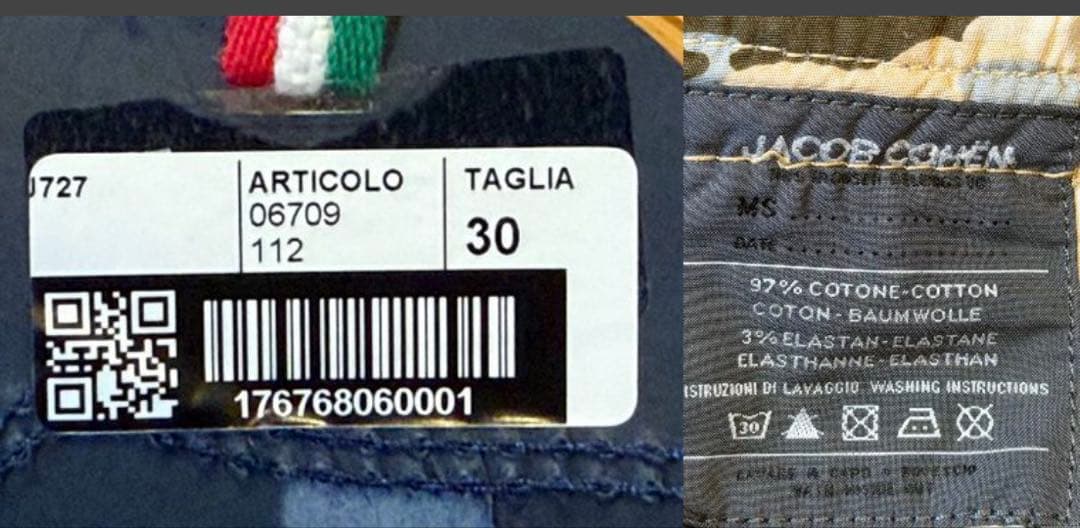 J727
ARTICOLO
06709
112
TAGLIA
30
176768060001
JACOB COHEN
MS
DATE
97% COTONE-COTTON
COTON-BAUMWOLLE
3% ELASTAN-ELASTANE
ELASTHANNE-ELASTHAN
ISTRUZIONI DI LAVAGGIO WASHING INSTRUCTIONS
30